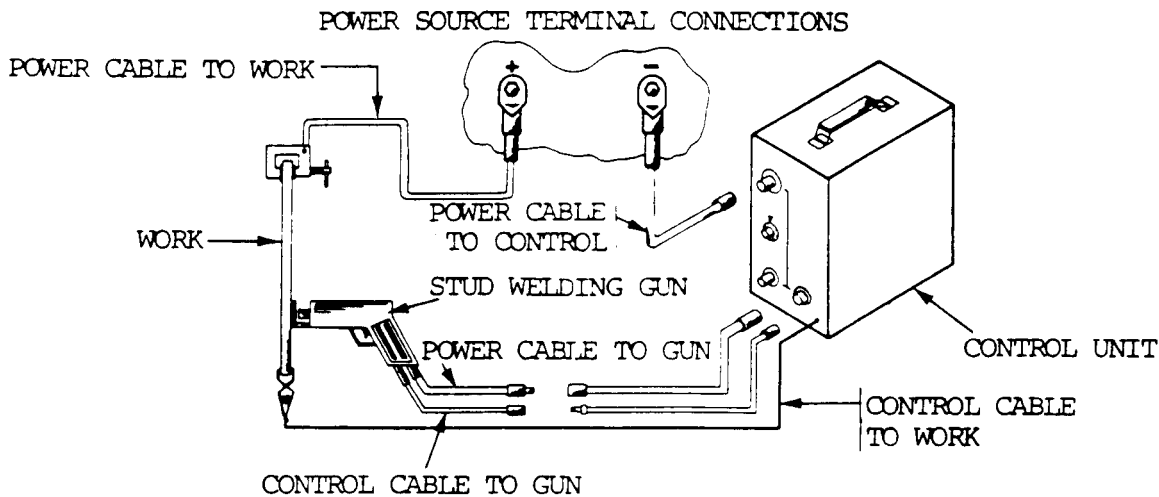 POWER SOURCE TERMINAL CONNECTIONS
POWER CABLE TO WORK
+
−
POWER CABLE
TO CONTROL
WORK
STUD WELDING GUN
POWER CABLE TO GUN
CONTROL UNIT
CONTROL CABLE
TO WORK
CONTROL CABLE TO GUN